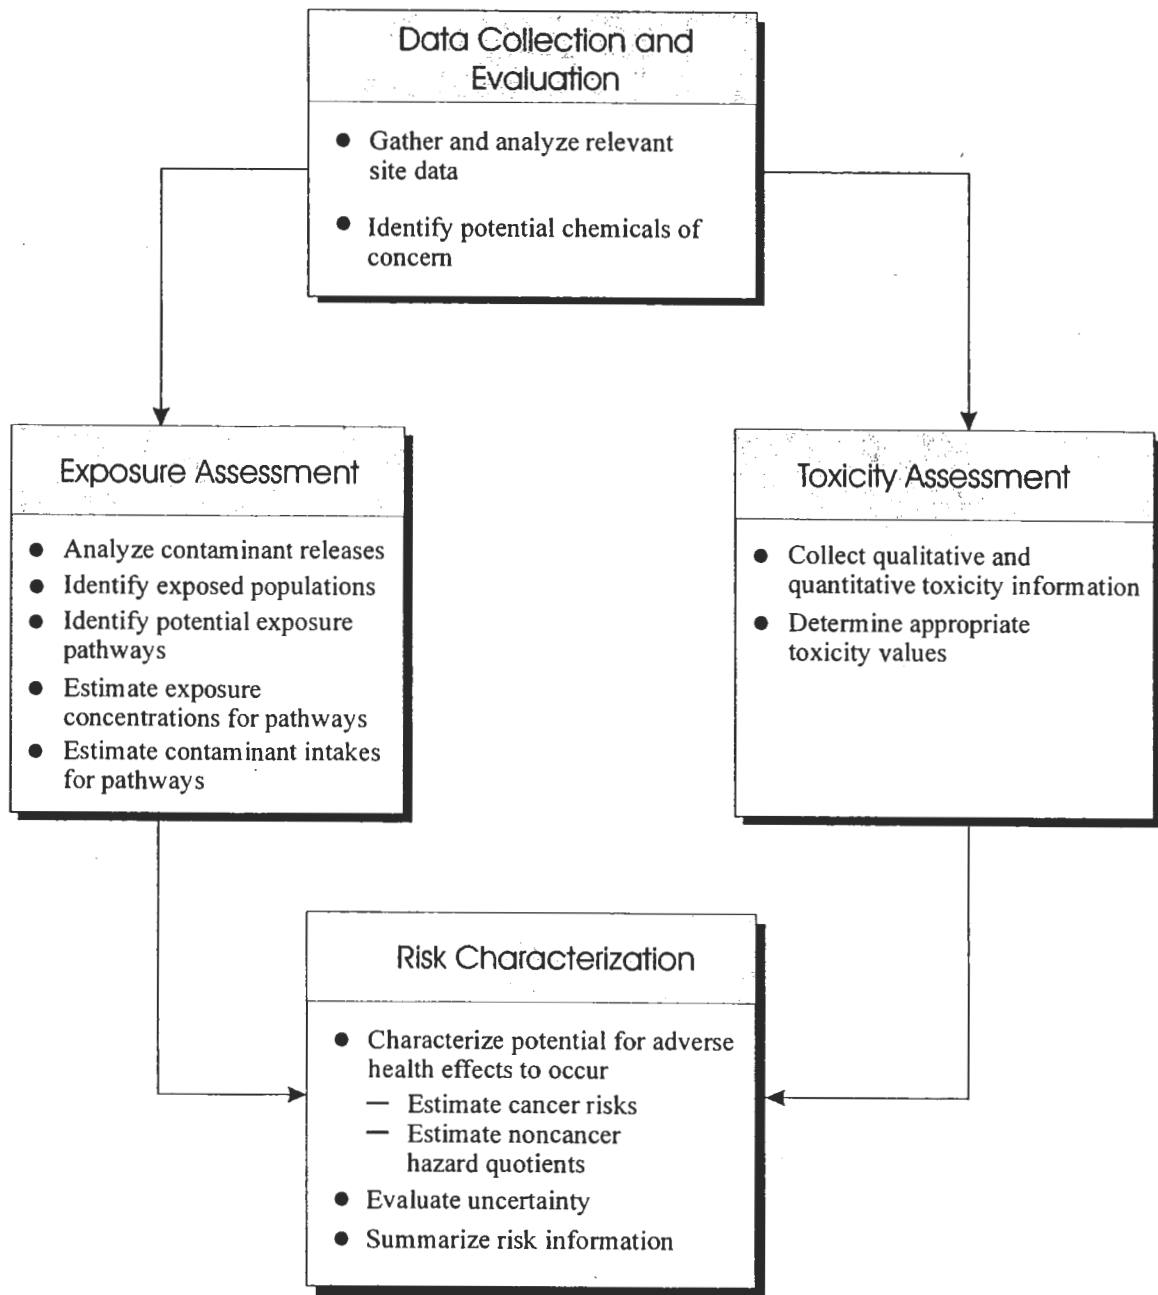 Data Collection and
Evaluation
● Gather and analyze relevant
site data
● Identify potential chemicals of
concern
Exposure Assessment
● Analyze contaminant releases
● Identify exposed populations
● Identify potential exposure
pathways
● Estimate exposure
concentrations for pathways
● Estimate contaminant intakes
for pathways
Toxicity Assessment
● Collect qualitative and
quantitative toxicity information
● Determine appropriate
toxicity values
Risk Characterization
● Characterize potential for adverse
health effects to occur
— Estimate cancer risks
— Estimate noncancer
hazard quotients
● Evaluate uncertainty
● Summarize risk information